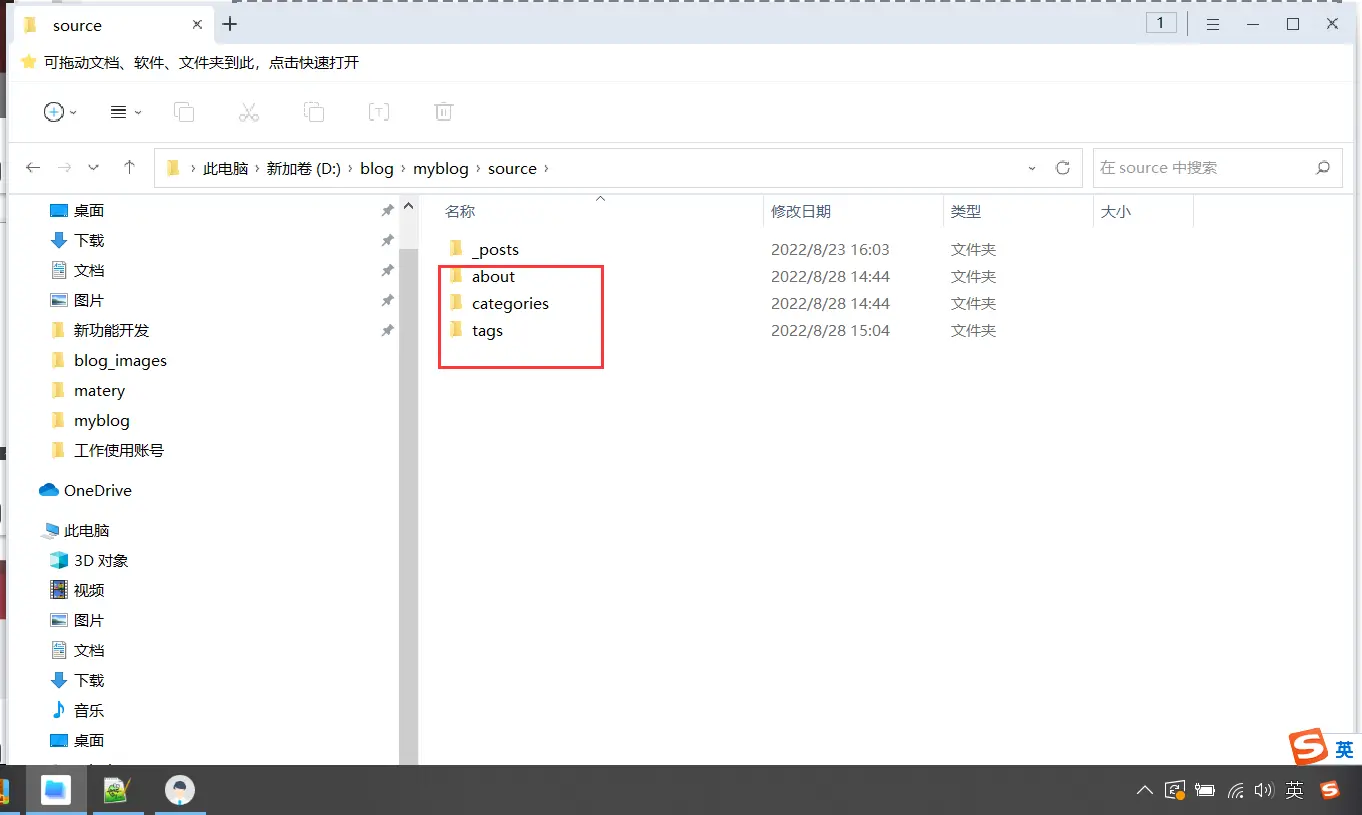 source
1
可拖动文档、软件、文件夹到此，点击快速打开
此电脑 › 新加卷 (D:) › blog › myblog › source ›
在 source 中搜索
名称 修改日期 类型 大小
_posts 2022/8/23 16:03 文件夹
about 2022/8/28 14:44 文件夹
categories 2022/8/28 14:44 文件夹
tags 2022/8/28 15:04 文件夹
桌面
下载
文档
图片
新功能开发
blog_images
matery
myblog
工作使用账号
OneDrive
此电脑
3D 对象
视频
图片
文档
下载
音乐
桌面
英
英